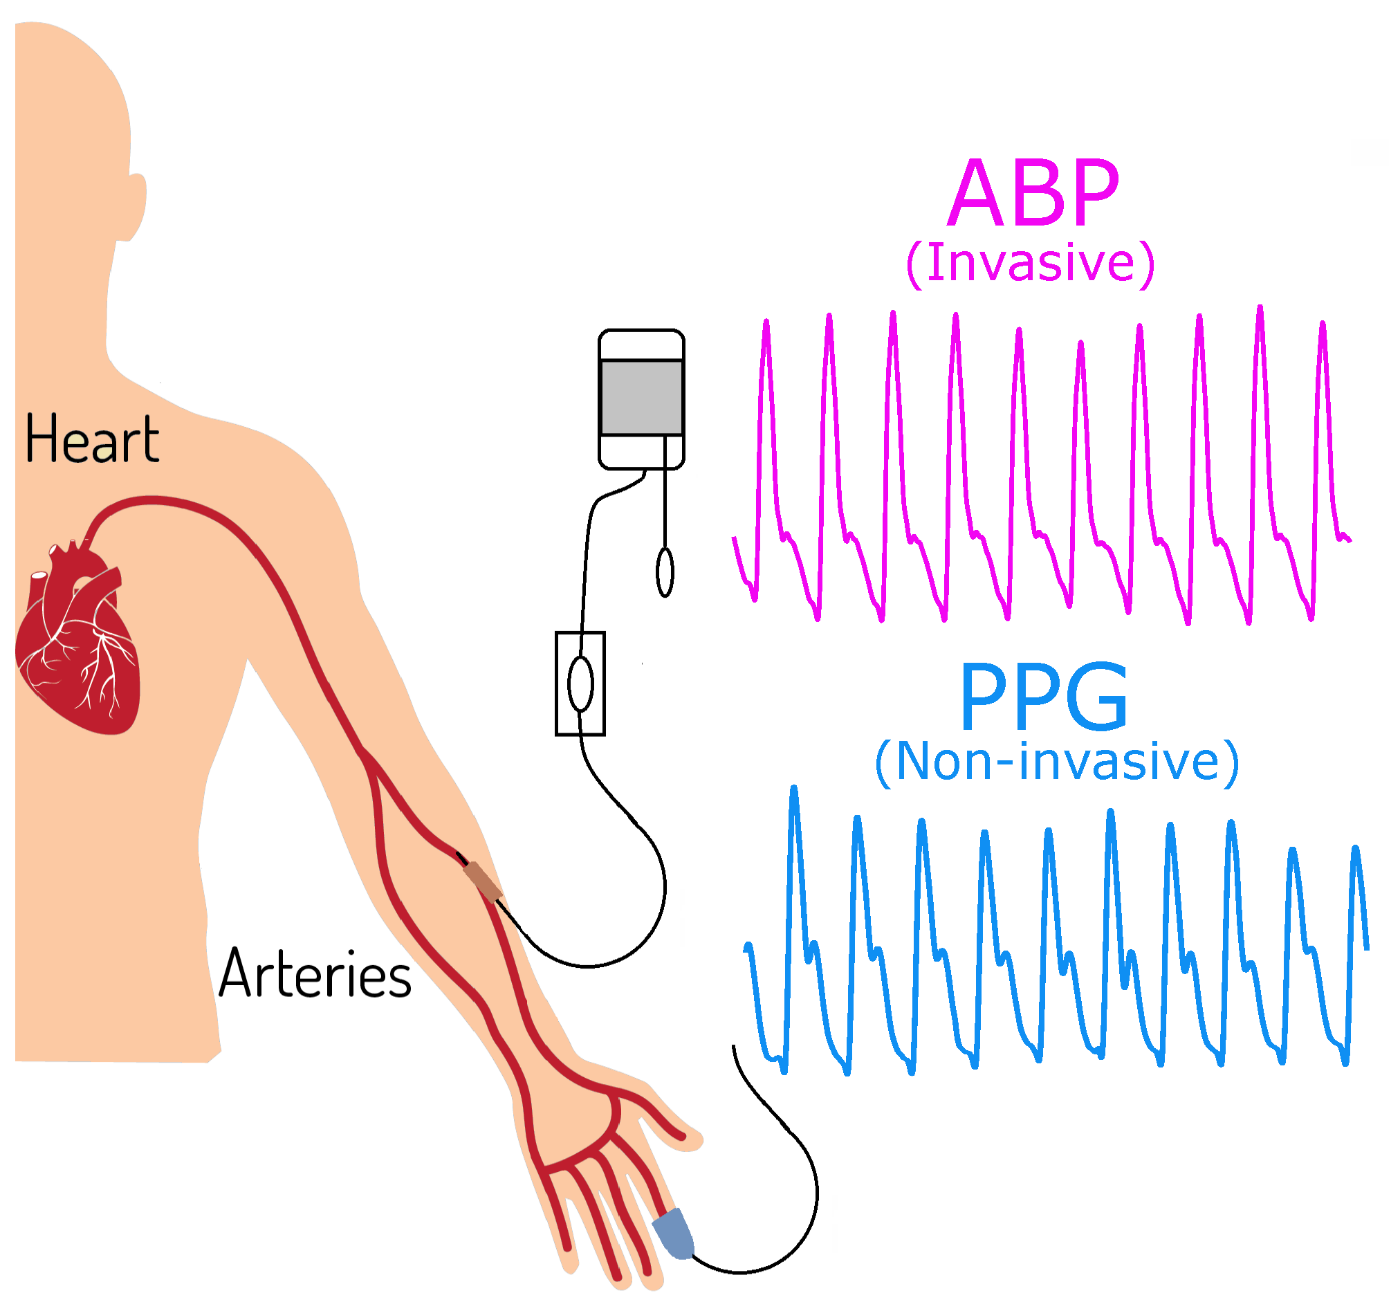 ABP
(Invasive)
Heart
PPG
(Non-invasive)
Arteries